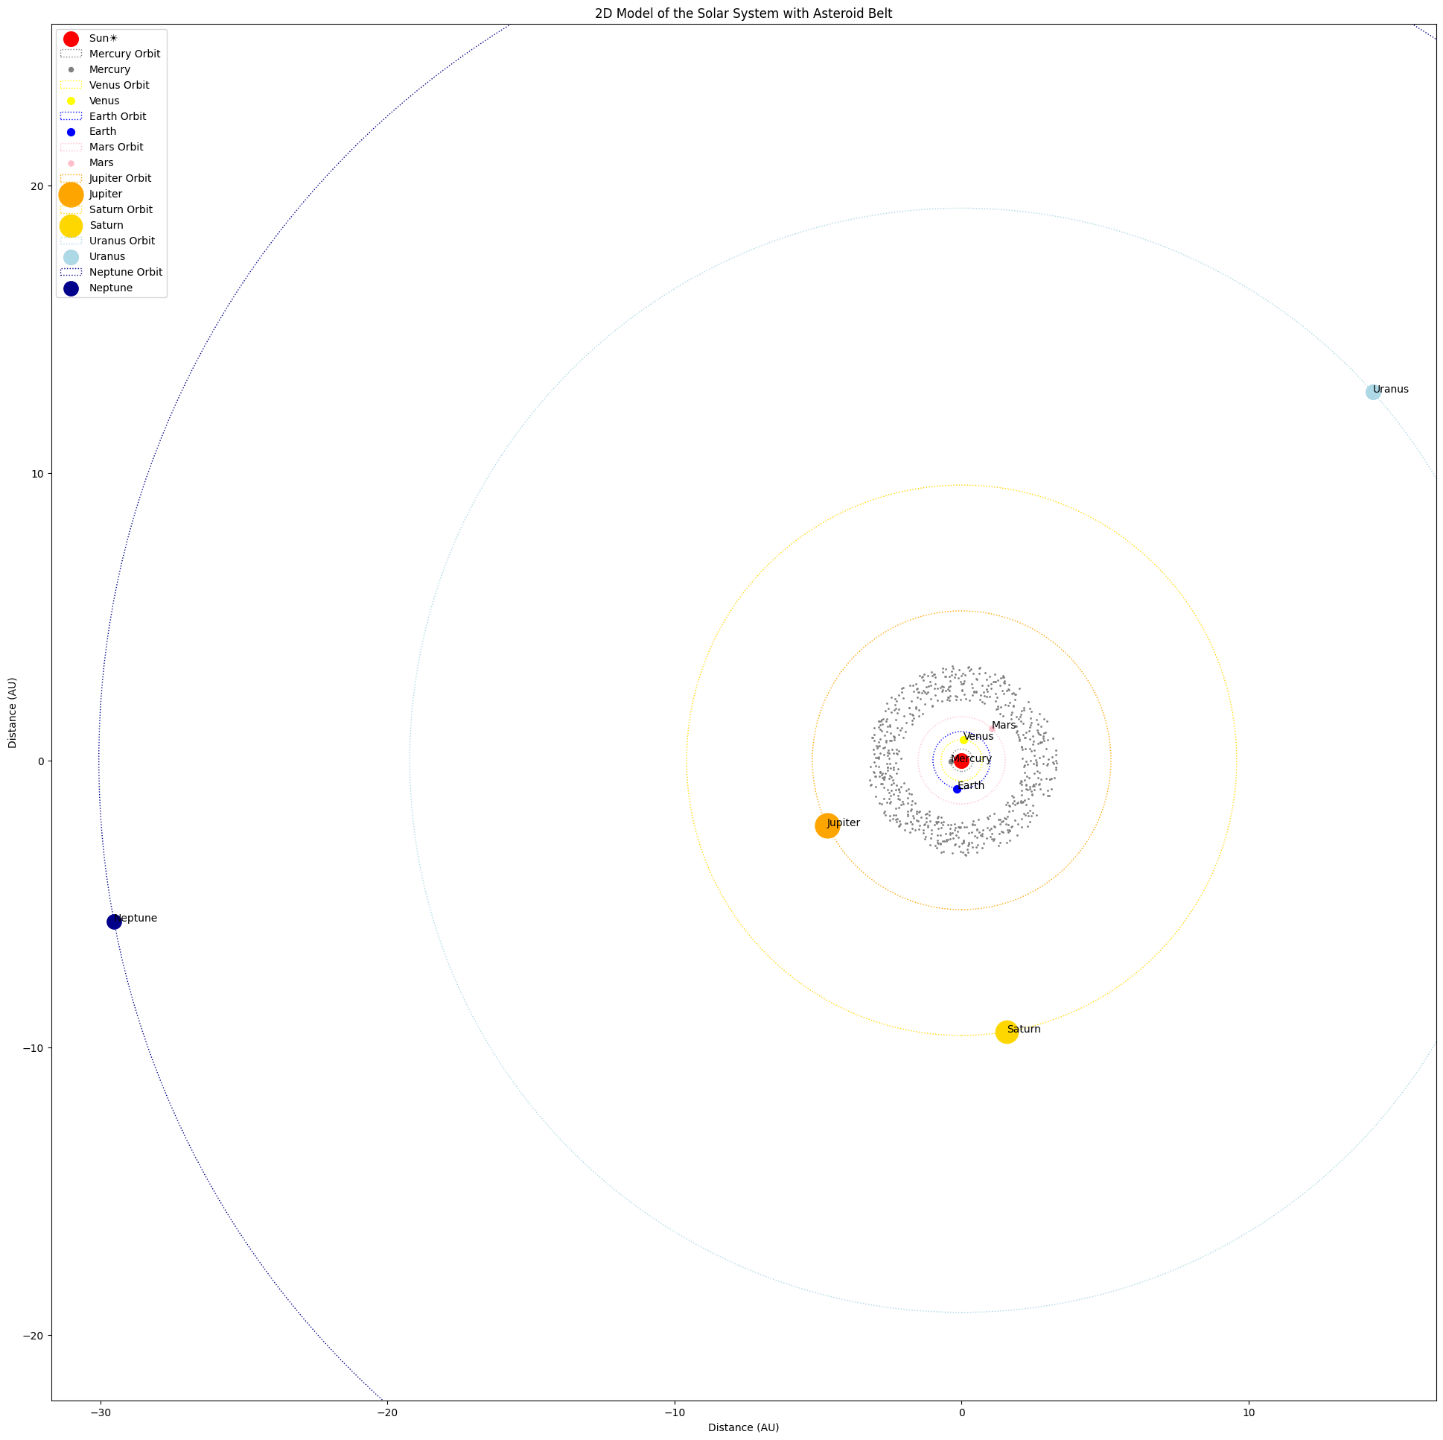 2D Model of the Solar System with Asteroid Belt
Sun☀
Mercury Orbit
Mercury
Venus Orbit
Venus
Earth Orbit
Earth
Mars Orbit
Mars
Jupiter Orbit
Jupiter
Saturn Orbit
Saturn
Uranus Orbit
Uranus
Neptune Orbit
Neptune
20
10
0
−10
−20
Distance (AU)
Uranus
Mars
Venus
Mercury
Earth
Jupiter
Neptune
Saturn
−30
−20
−10
0
10
Distance (AU)